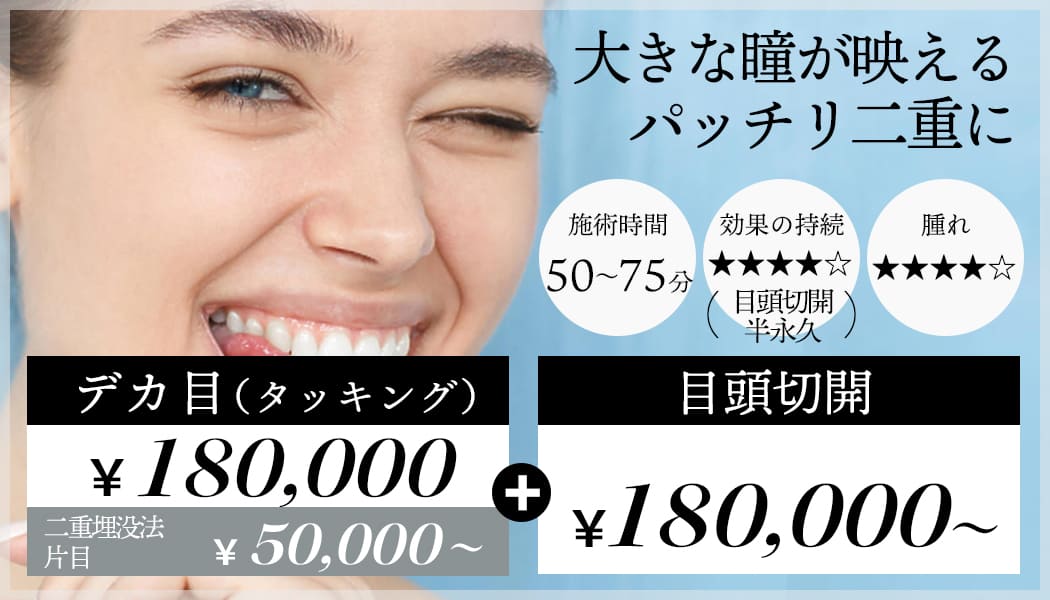 大きな瞳が映える
パッチリ二重に
施術時間
50~75分
効果の持続
★★★★☆
(目頭切開
半永久)
腫れ
★★★★☆
デカ目(タッキング)
¥180,000
二重埋没法
片目
¥50,000~
+
目頭切開
¥180,000~